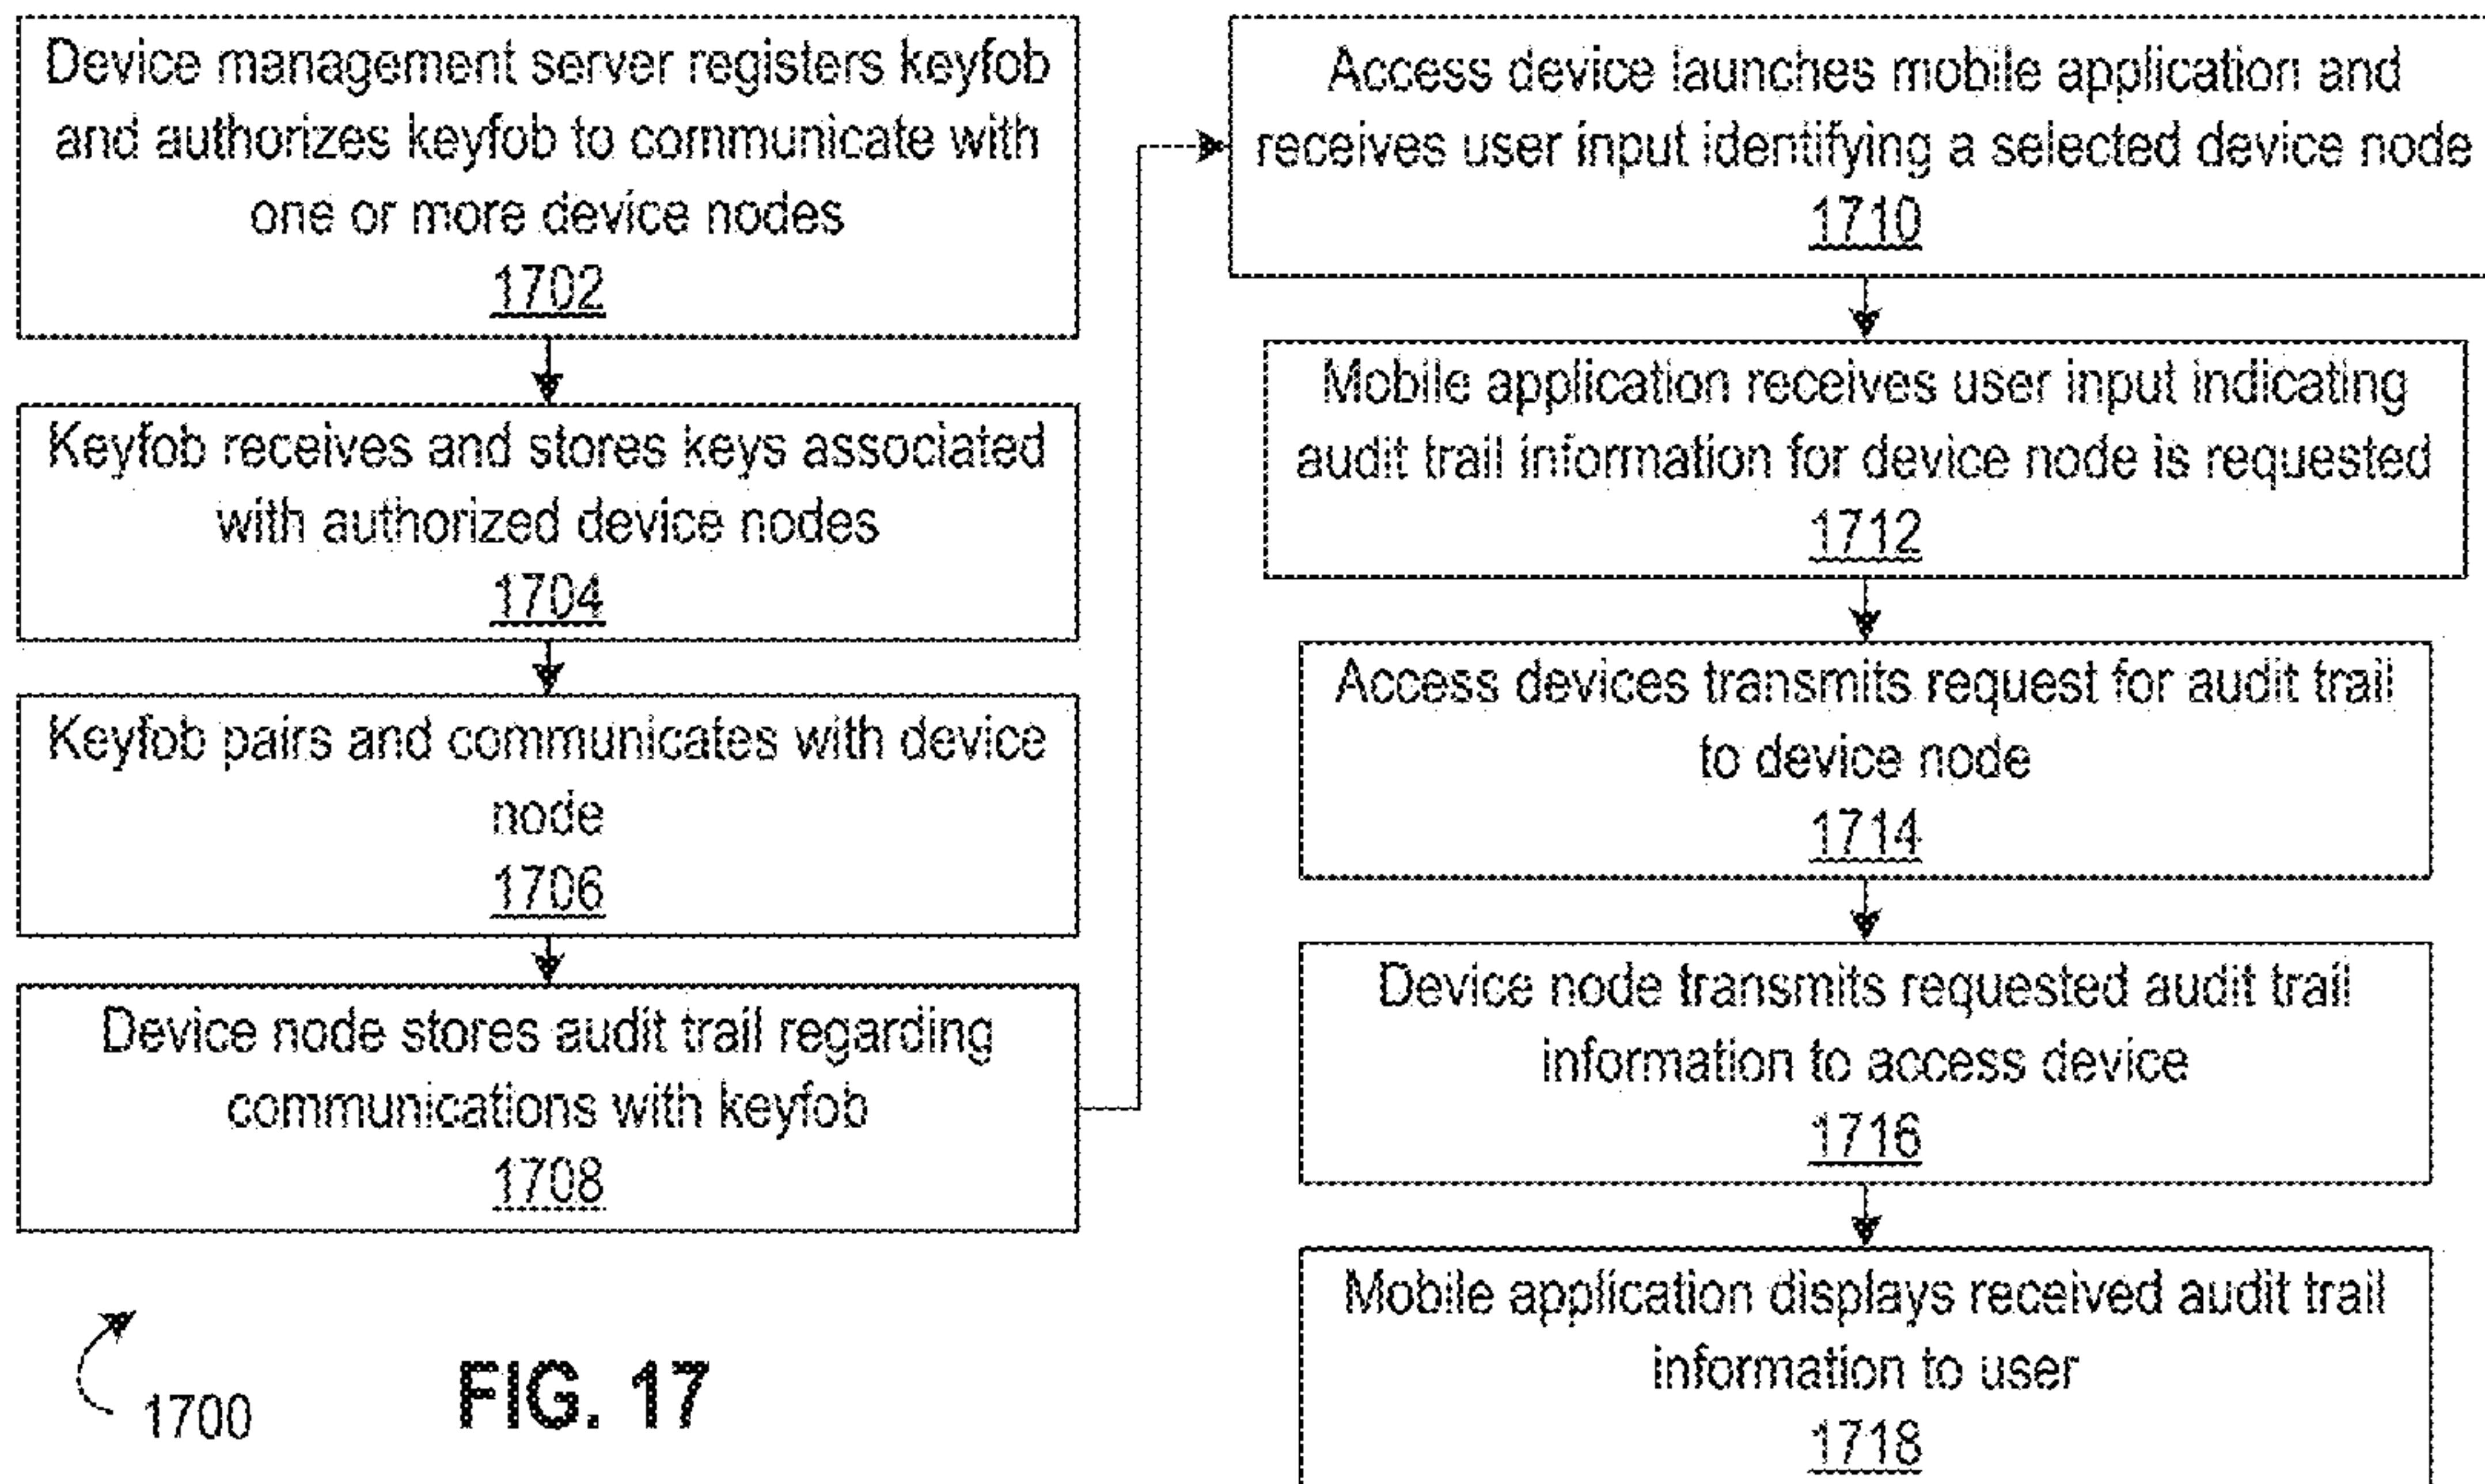 Device management server registers keyfob
and authorizes keyfob to communicate with
one or more device nodes
1702
Keyfob receives and stores keys associated
with authorized device nodes
1704
Keyfob pairs and communicates with device
node
1706
Device node stores audit trail regarding
communications with keyfob
1708
Access device launches mobile application and
receives user input identifying a selected device node
1710
Mobile application receives user input indicating
audit trail information for device node is requested
1712
Access devices transmits request for audit trail
to device node
1714
Device node transmits requested audit trail
information to access device
1716
Mobile application displays received audit trail
information to user
1718
1700
FIG. 17